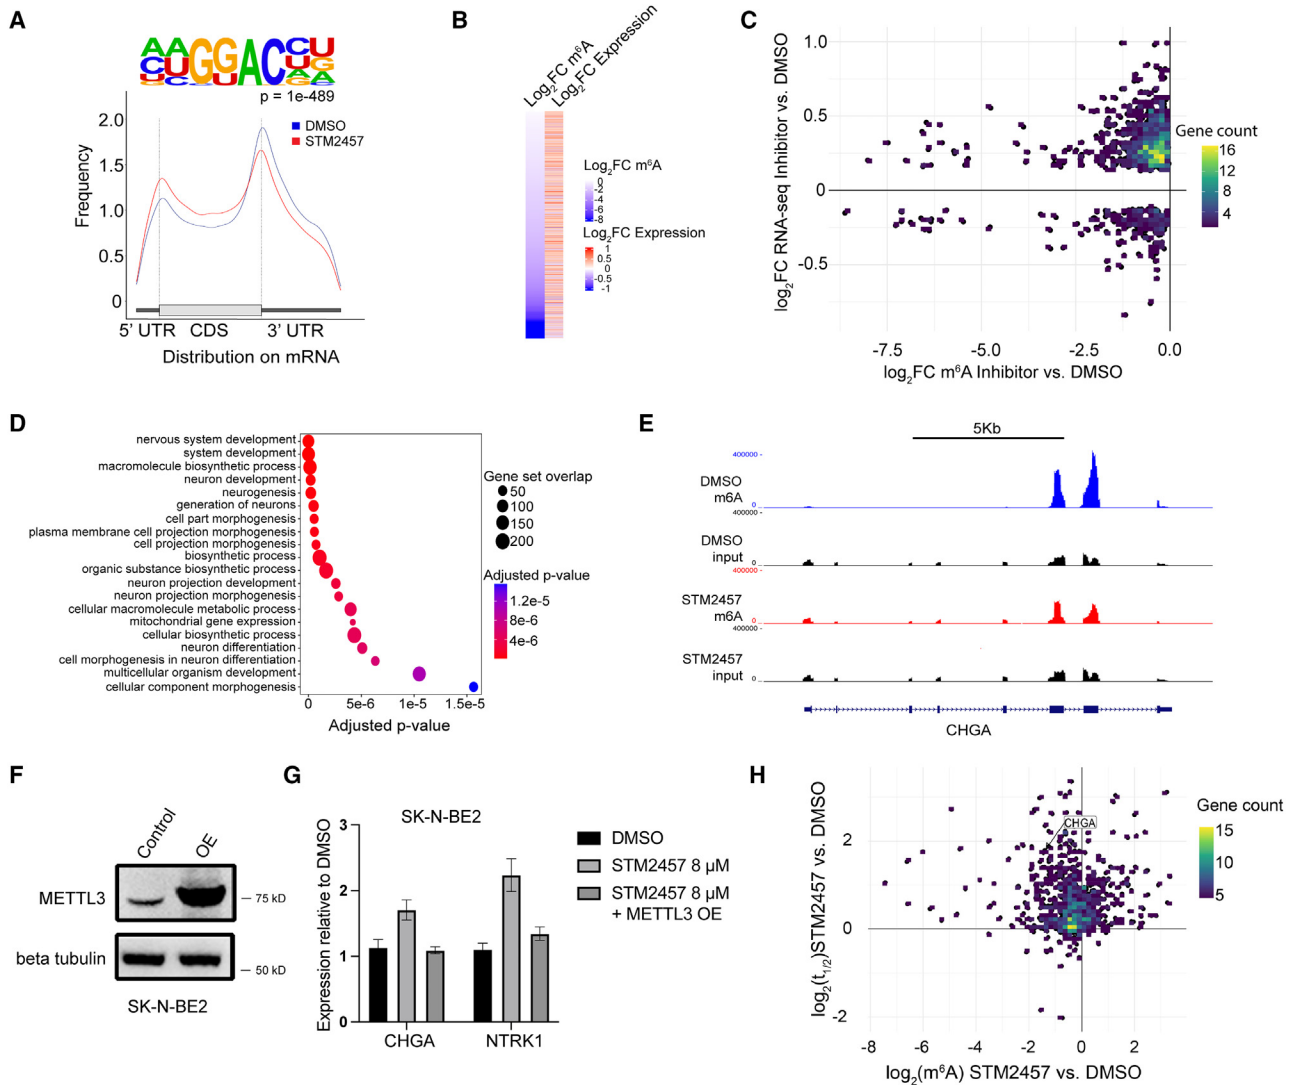 A
AAGGACCU
CU U UG
p = 1e-489
DMSO
STM2457
Frequency
2.0
1.5
1.0
0.5
0
5' UTR CDS 3' UTR
Distribution on mRNA
B
Log2FC m6A
Log2FC Expression
Log2FC m6A
0
-2
-4
-6
-8
Log2FC Expression
1
0.5
0
-0.5
-1
C
log2FC RNA-seq Inhibitor vs. DMSO
1.0
0.5
0
-0.5
-7.5 -5.0 -2.5 0.0
log2FC m6A Inhibitor vs. DMSO
Gene count
16
12
8
4
D
nervous system development
system development
macromolecule biosynthetic process
neuron development
neurogenesis
generation of neurons
cell part morphogenesis
plasma membrane cell projection morphogenesis
cell projection morphogenesis
biosynthetic process
organic substance biosynthetic process
neuron projection development
neuron projection morphogenesis
cellular macromolecule metabolic process
mitochondrial gene expression
cellular biosynthetic process
neuron differentiation
cell morphogenesis in neuron differentiation
multicellular organism development
cellular component morphogenesis
0 5e-6 1e-5 1.5e-5
Adjusted p-value
Gene set overlap
50
100
150
200
Adjusted p-value
1.2e-5
8e-6
4e-6
E
5Kb
400000
DMSO
m6A
0
400000
DMSO
input
0
400000
STM2457
m6A
0
400000
STM2457
input
0
CHGA
F
Control
OE
METTL3
75 kD
beta tubulin
50 kD
SK-N-BE2
G
SK-N-BE2
Expression relative to DMSO
3
2
1
0
CHGA NTRK1
DMSO
STM2457 8 µM
STM2457 8 µM
+ METTL3 OE
H
log2(t1/2)STM2457 vs. DMSO
2
0
-2
CHGA
-8 -6 -4 -2 0 2
log2(m6A) STM2457 vs. DMSO
Gene count
15
10
5